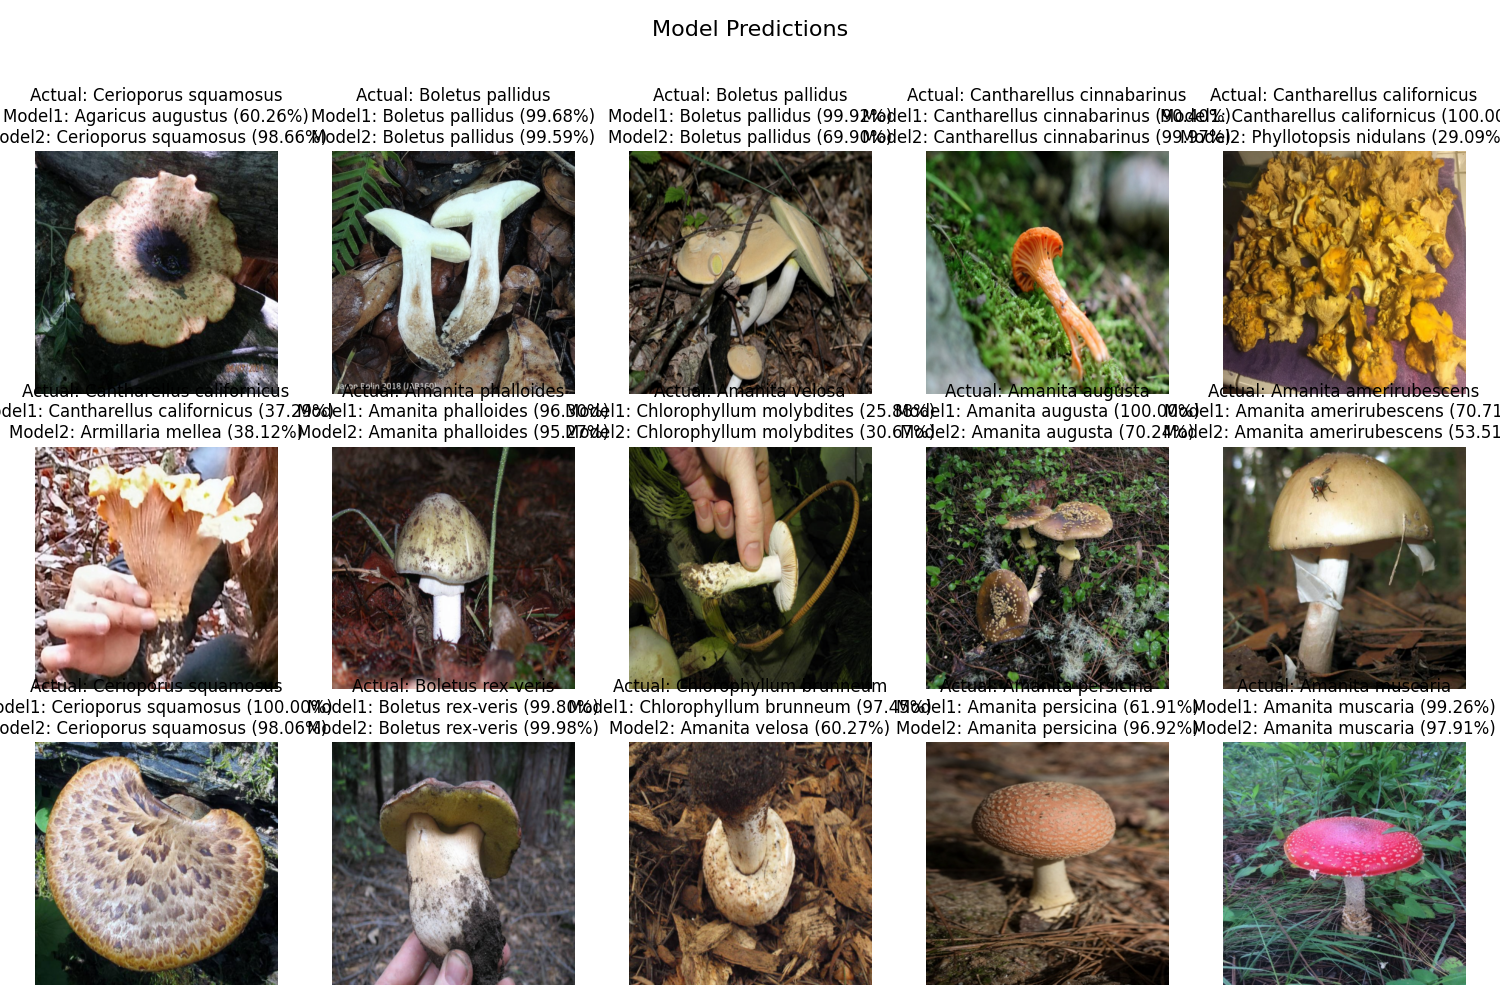 Model Predictions
Actual: Cerioporus squamosus
Model1: Agaricus augustus (60.26%)
odel2: Cerioporus squamosus (98.66%)
Actual: Boletus pallidus
Model1: Boletus pallidus (99.68%)
Model2: Boletus pallidus (99.59%)
Actual: Boletus pallidus
Model1: Boletus pallidus (99.92%)
Model2: Boletus pallidus (69.90%)
Actual: Cantharellus cinnabarinus
Model1: Cantharellus cinnabarinus (90.40%)
Model2: Cantharellus cinnabarinus (99.97%)
Actual: Cantharellus californicus
Model1: Cantharellus californicus (100.00
Model2: Phyllotopsis nidulans (29.09%
Actual: Cantharellus californicus
odel1: Cantharellus californicus (37.29%)
Model2: Armillaria mellea (38.12%)
Actual: Amanita phalloides
Model1: Amanita phalloides (96.30%)
Model2: Amanita phalloides (95.27%)
Actual: Amanita velosa
Model1: Chlorophyllum molybdites (25.88%)
Model2: Chlorophyllum molybdites (30.67%)
Actual: Amanita augusta
Model1: Amanita augusta (100.00%)
Model2: Amanita augusta (70.24%)
Actual: Amanita amerirubescens
Model1: Amanita amerirubescens (70.71
Model2: Amanita amerirubescens (53.51
Actual: Cerioporus squamosus
odel1: Cerioporus squamosus (100.00%)
odel2: Cerioporus squamosus (98.06%)
Actual: Boletus rex-veris
Model1: Boletus rex-veris (99.80%)
Model2: Boletus rex-veris (99.98%)
Actual: Chlorophyllum brunneum
Model1: Chlorophyllum brunneum (97.45%)
Model2: Amanita velosa (60.27%)
Actual: Amanita persicina
Model1: Amanita persicina (61.91%)
Model2: Amanita persicina (96.92%)
Actual: Amanita muscaria
Model1: Amanita muscaria (99.26%)
Model2: Amanita muscaria (97.91%)